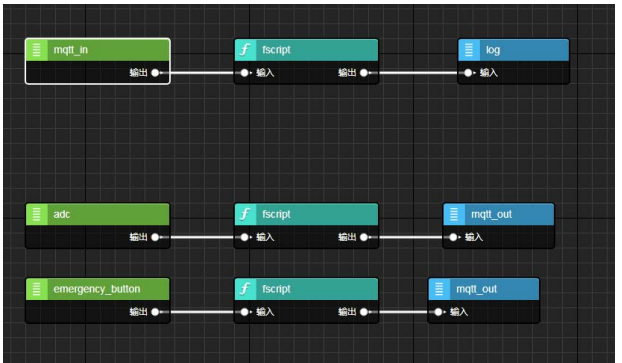 mqtt_in
fscript
log
输出
输入
输出
输入
adc
fscript
mqtt_out
输出
输入
输出
输入
emergency_button
fscript
mqtt_out
输出
输入
输出
输入